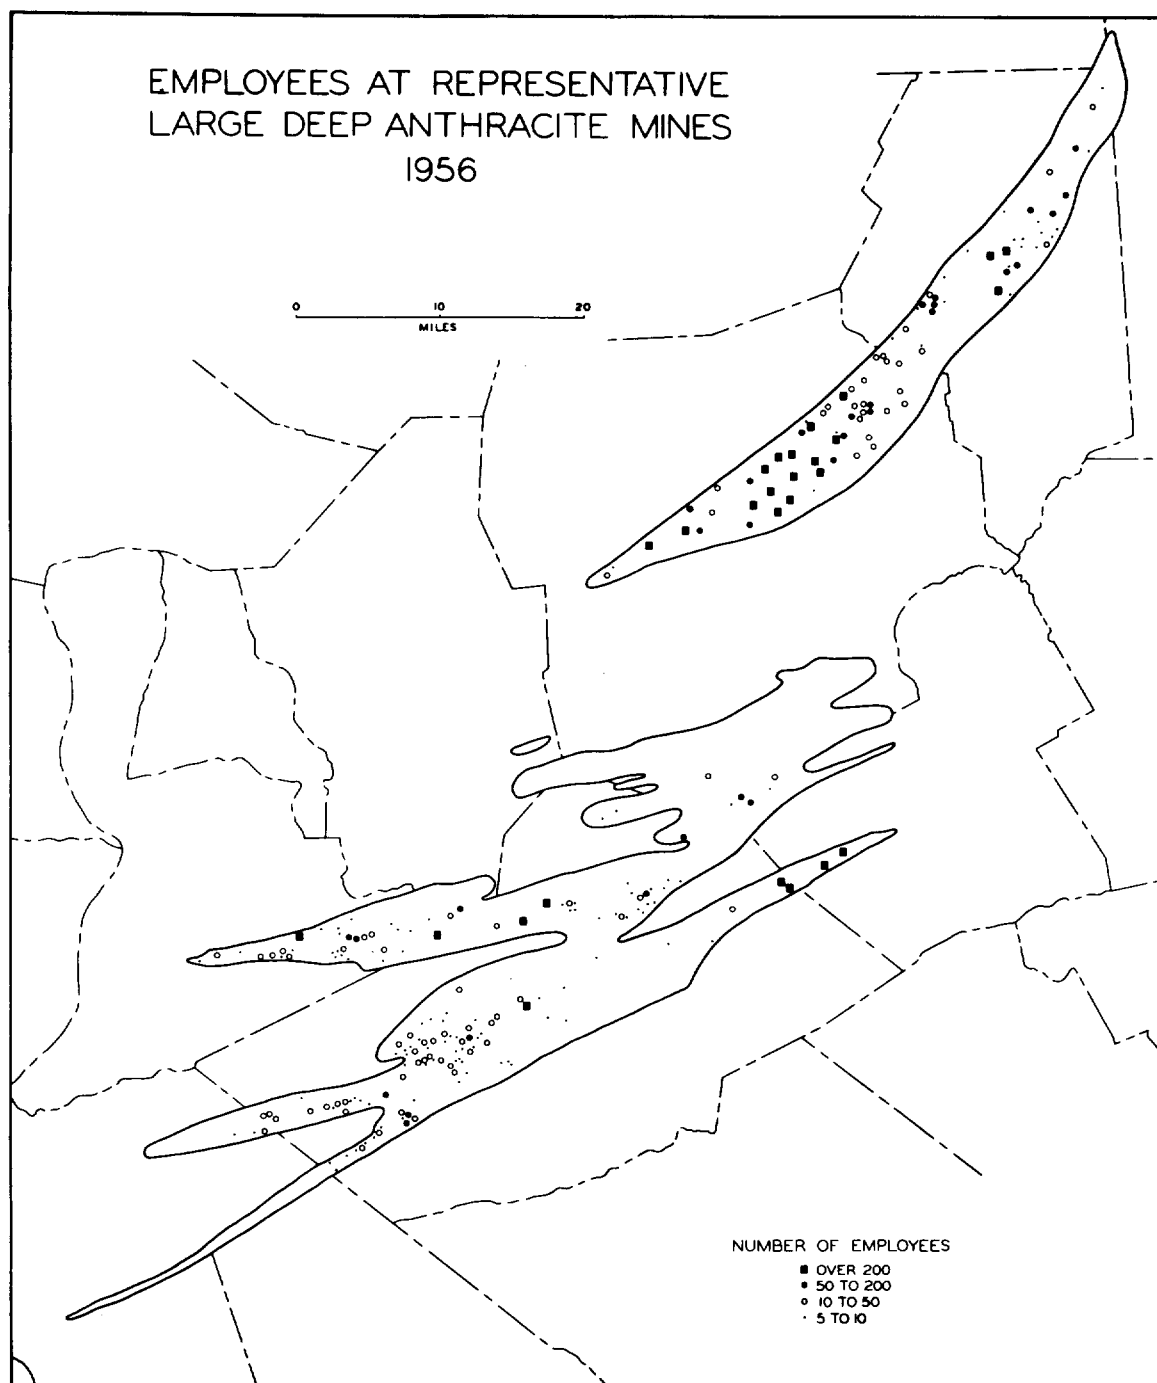 EMPLOYEES AT REPRESENTATIVE
LARGE DEEP ANTHRACITE MINES
1956
0 10 20
MILES
NUMBER OF EMPLOYEES
OVER 200
50 TO 200
10 TO 50
5 TO 10